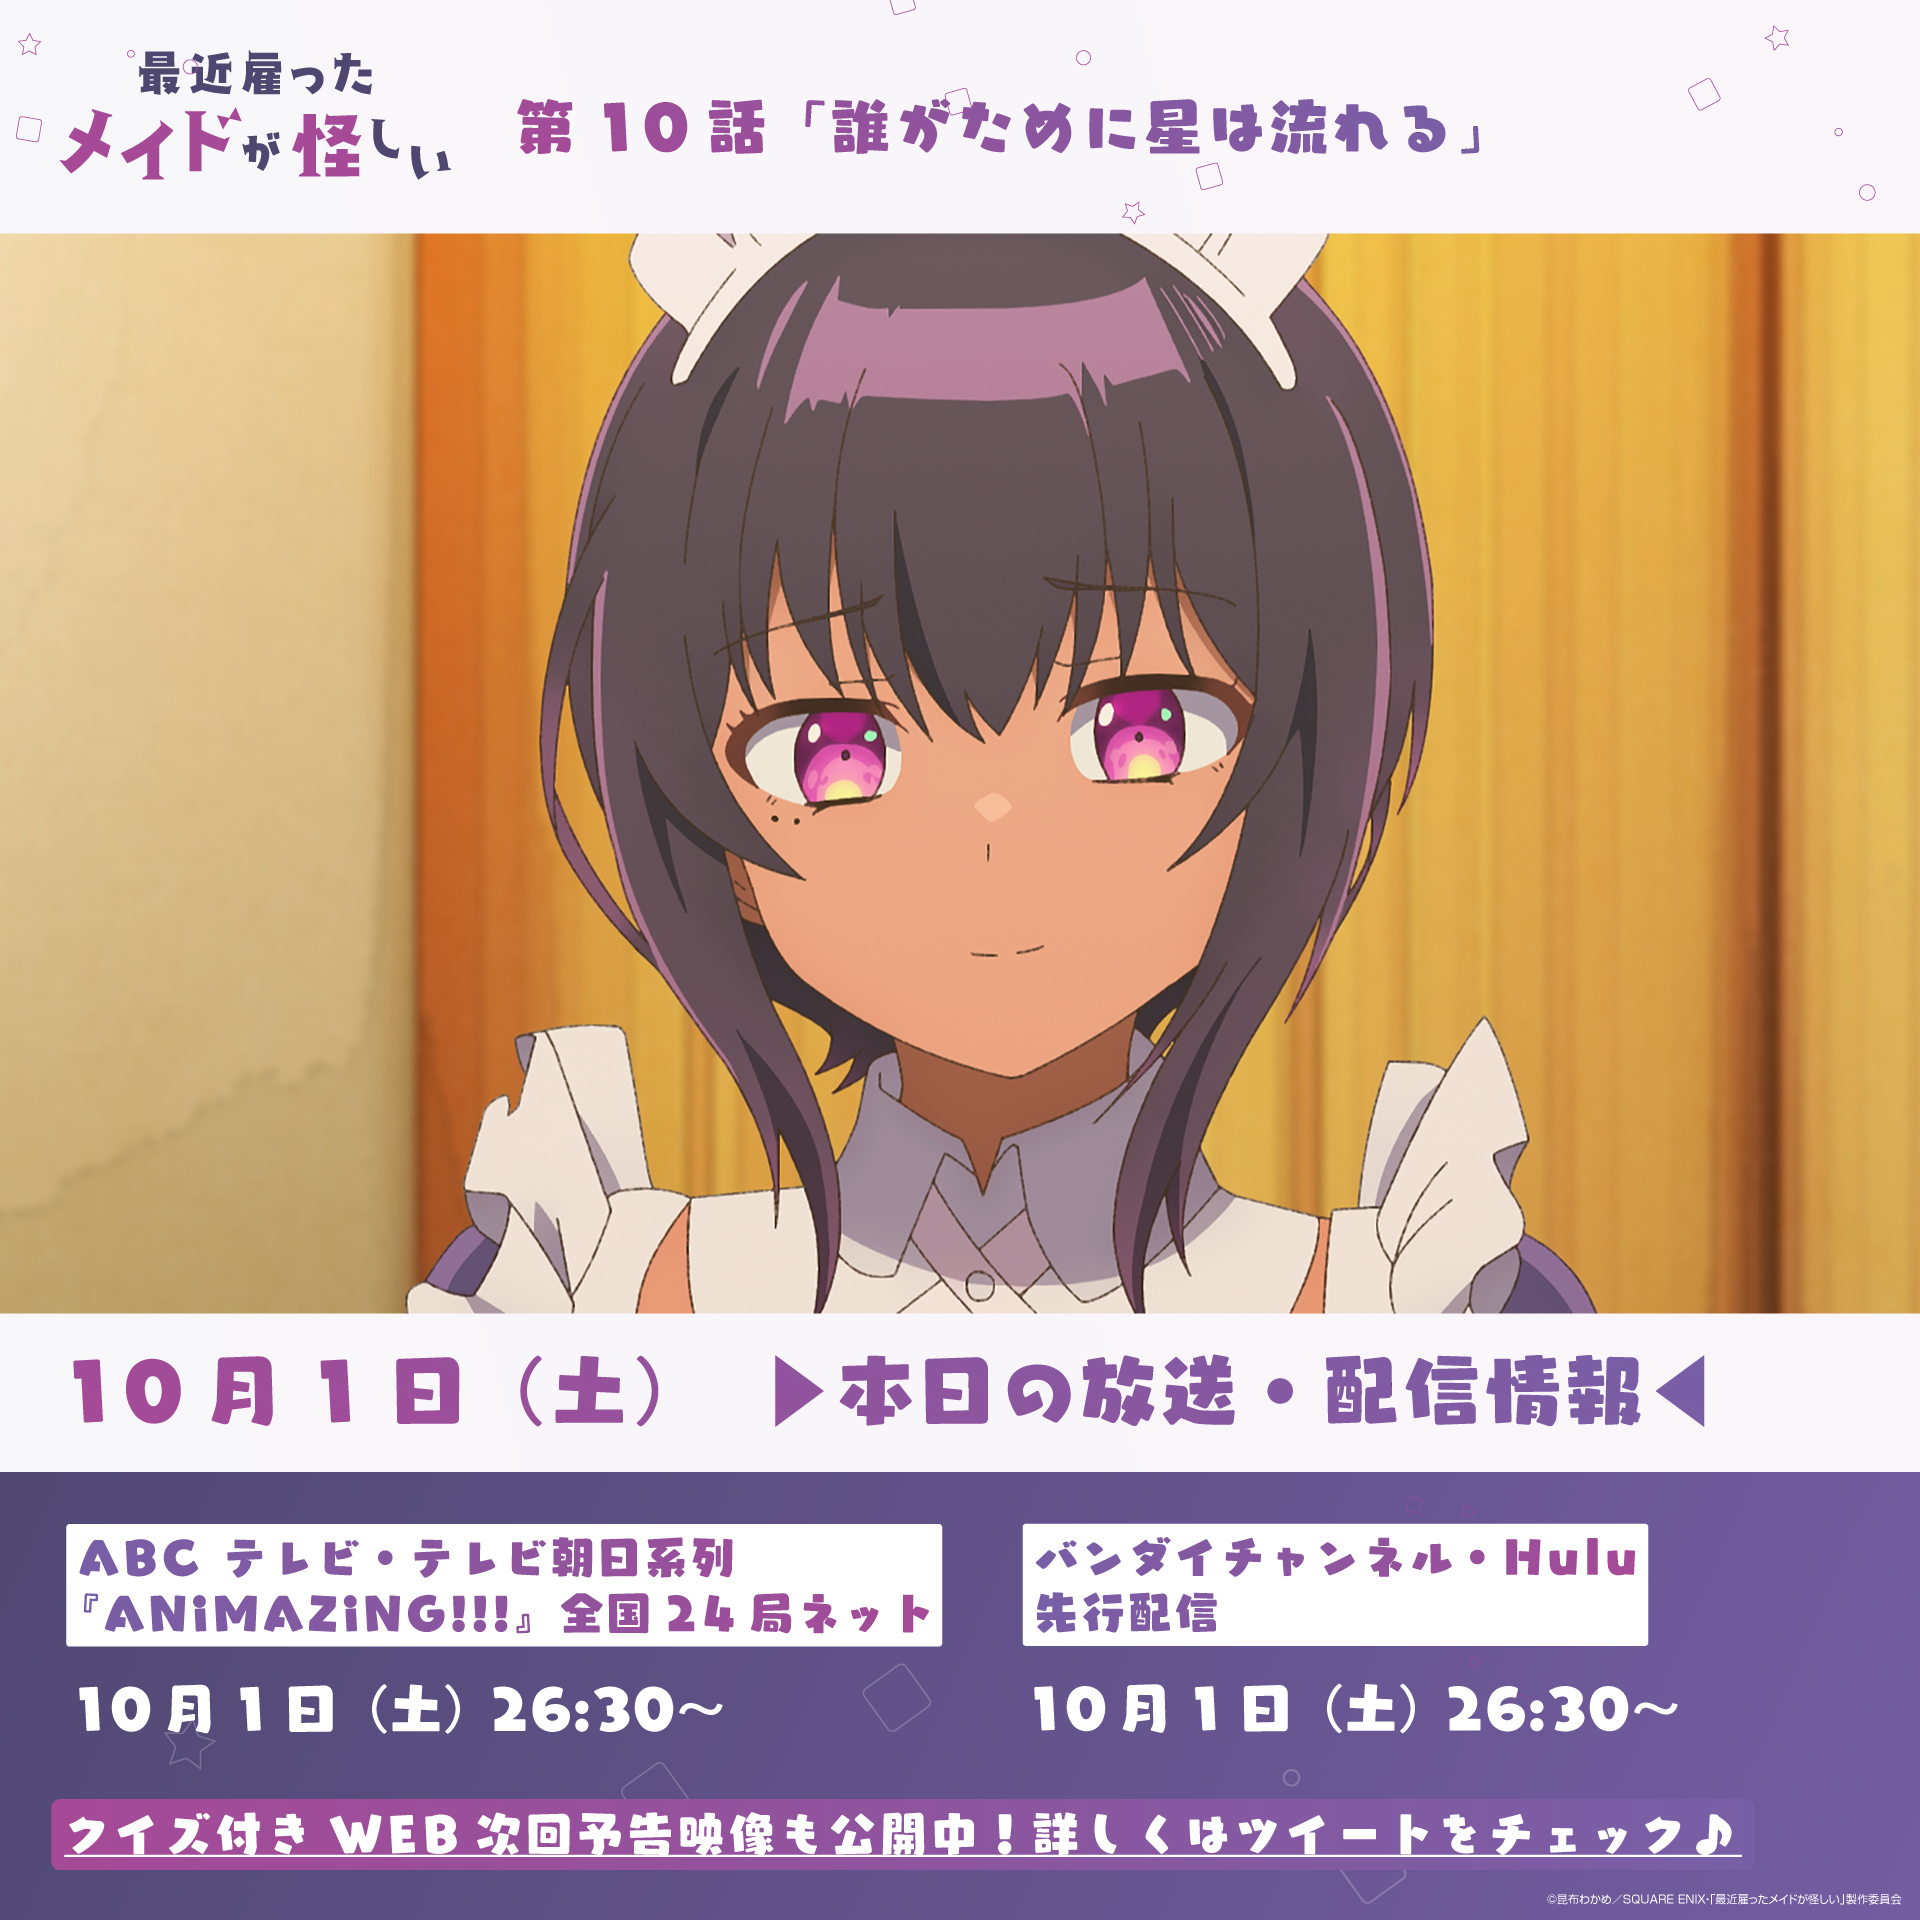 最近雇った
メイドが怪しい
第10話「誰がために星は流れる」
10月1日（土）　▶本日の放送・配信情報◀
ABC テレビ・テレビ朝日系列
『ANiMAZiNG!!!』全国24局ネット
10月1日（土）26:30～
バンダイチャンネル・Hulu
先行配信
10月1日（土）26:30～
クイズ付きWEB次回予告映像も公開中！詳しくはツイートをチェック♪
©昆布わかめ／SQUARE ENIX・「最近雇ったメイドが怪しい」製作委員会